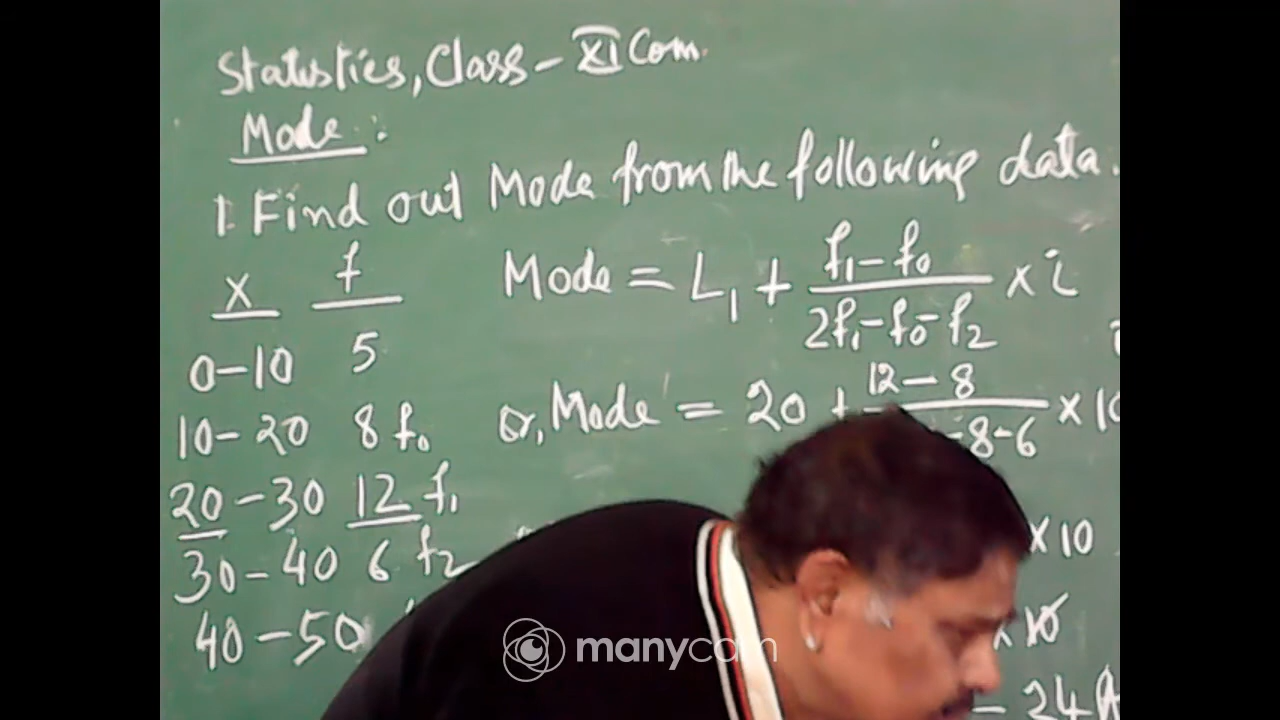 Statistics, Class - XI Com.
Mode :
1. Find out Mode from the following data.
x f
0-10 5
10-20 8 f₀
20-30 12 f₁
30-40 6 f₂
40-50
Mode = L₁ + (f₁-f₀)/(2f₁-f₀-f₂) × i
or, Mode = 20 + 12-8 / -8-6 × 10
× 10
× 10
- 24 A
manycam